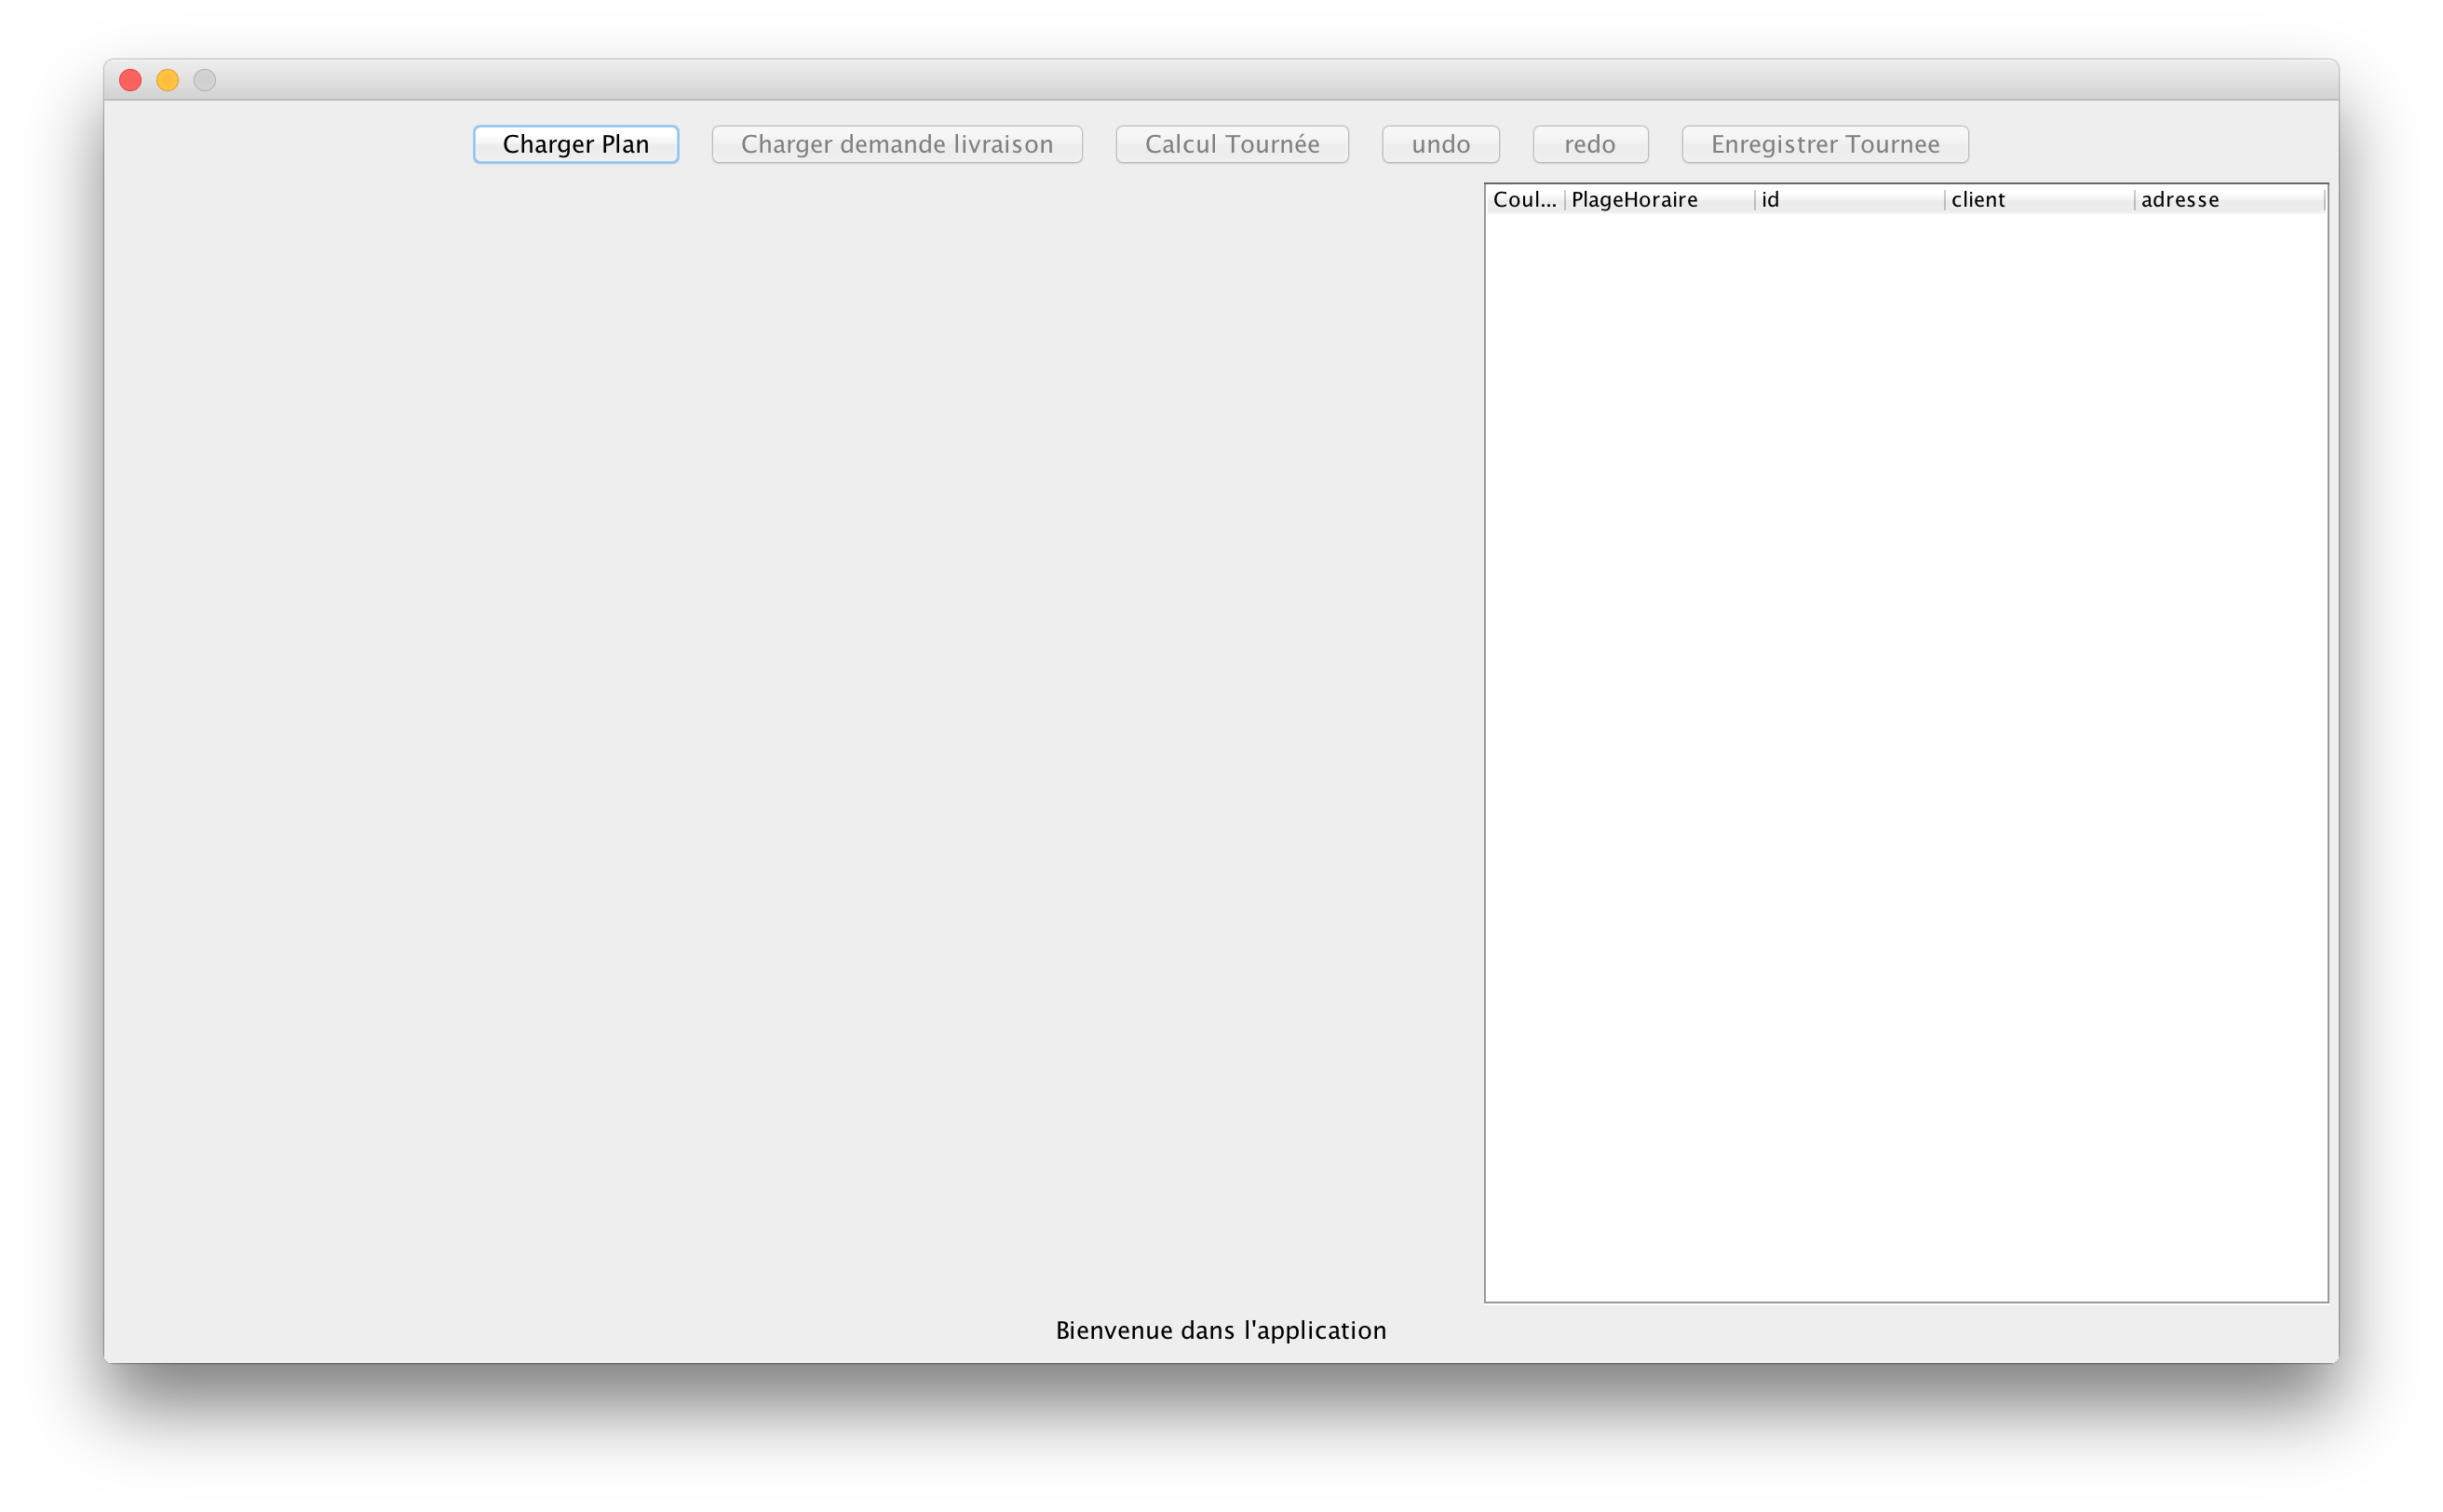 Charger Plan Charger demande livraison Calcul Tournée undo redo Enregistrer Tournee
Coul... PlageHoraire id client adresse
Bienvenue dans l'application